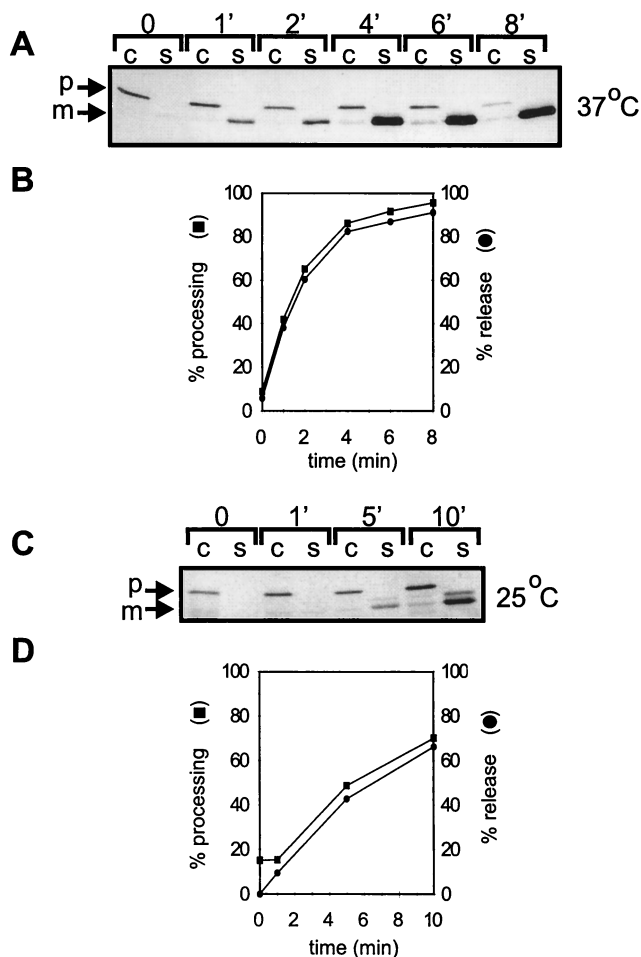 A
0 1' 2' 4' 6' 8'
c s c s c s c s c s c s
p
m
37°C
B
% processing (■)
% release (●)
100 100
80 80
60 60
40 40
20 20
0 0
0 2 4 6 8
time (min)
C
0 1' 5' 10'
c s c s c s c s
p
m
25°C
D
% processing (■)
% release (●)
100 100
80 80
60 60
40 40
20 20
0 0
0 2 4 6 8 10
time (min)